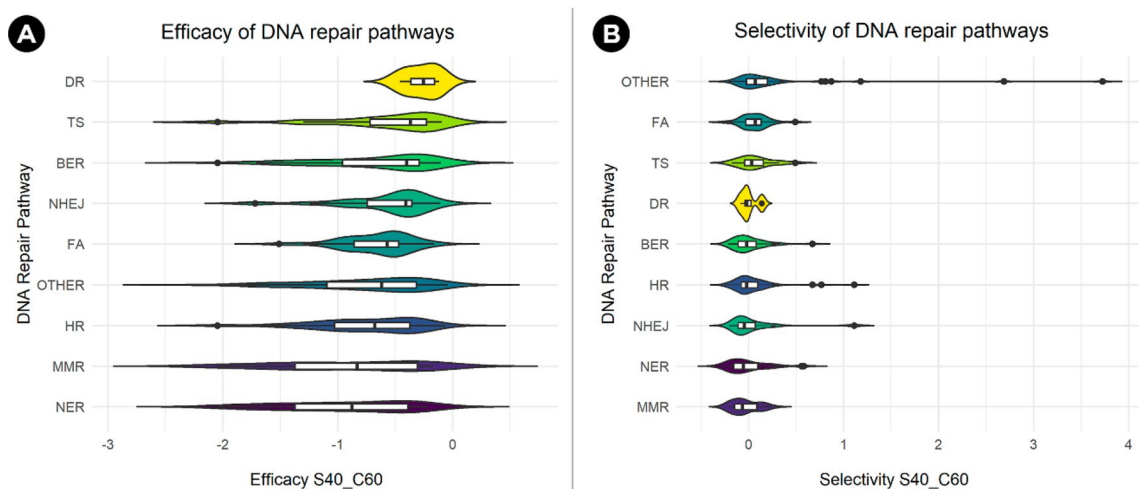 A
Efficacy of DNA repair pathways
DNA Repair Pathway
DR
TS
BER
NHEJ
FA
OTHER
HR
MMR
NER
-3
-2
-1
0
Efficacy S40_C60
B
Selectivity of DNA repair pathways
DNA Repair Pathway
OTHER
FA
TS
DR
BER
HR
NHEJ
NER
MMR
0
1
2
3
4
Selectivity S40_C60